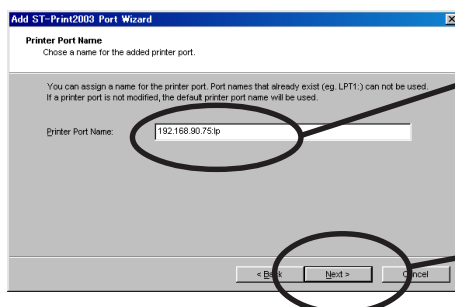 Add ST-Print2003 Port Wizard
Printer Port Name
Chose a name for the added printer port.
You can assign a name for the printer port. Port names that already exist (eg. LPT1:) can not be used.
If a printer port is not modified, the default printer port name will be used.
Printer Port Name:
192.168.90.75:lp
< Back
Next >
Cancel